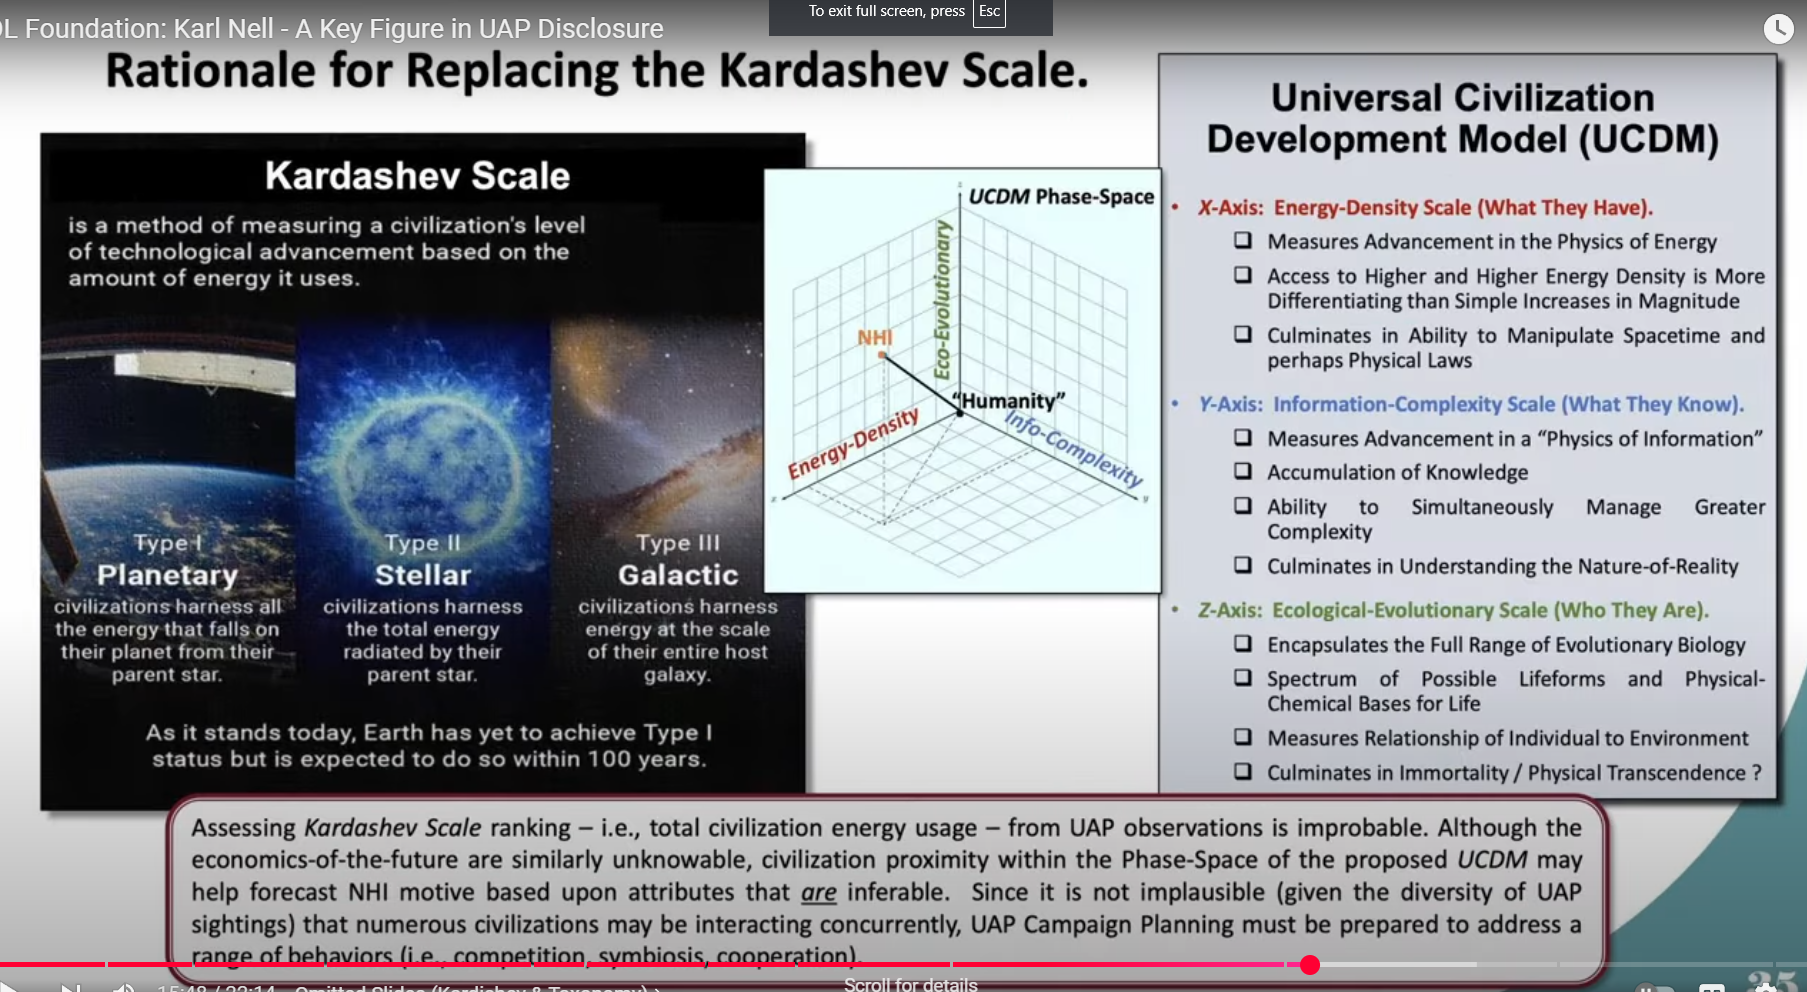 To exit full screen, press Esc
OL Foundation: Karl Nell - A Key Figure in UAP Disclosure
Rationale for Replacing the Kardashev Scale.
Kardashev Scale
is a method of measuring a civilization's level
of technological advancement based on the
amount of energy it uses.
Type I
Planetary
civilizations harness all
the energy that falls on
their planet from their
parent star.
Type II
Stellar
civilizations harness
the total energy
radiated by their
parent star.
Type III
Galactic
civilizations harness
energy at the scale
of their entire host
galaxy.
As it stands today, Earth has yet to achieve Type I
status but is expected to do so within 100 years.
UCDM Phase-Space
z
Eco-Evolutionary
NHI
"Humanity"
Energy-Density
Info-Complexity
x
y
Universal Civilization
Development Model (UCDM)
• X-Axis: Energy-Density Scale (What They Have).
❑ Measures Advancement in the Physics of Energy
❑ Access to Higher and Higher Energy Density is More
Differentiating than Simple Increases in Magnitude
❑ Culminates in Ability to Manipulate Spacetime and
perhaps Physical Laws
• Y-Axis: Information-Complexity Scale (What They Know).
❑ Measures Advancement in a "Physics of Information"
❑ Accumulation of Knowledge
❑ Ability to Simultaneously Manage Greater
Complexity
❑ Culminates in Understanding the Nature-of-Reality
• Z-Axis: Ecological-Evolutionary Scale (Who They Are).
❑ Encapsulates the Full Range of Evolutionary Biology
❑ Spectrum of Possible Lifeforms and Physical-
Chemical Bases for Life
❑ Measures Relationship of Individual to Environment
❑ Culminates in Immortality / Physical Transcendence ?
Assessing Kardashev Scale ranking – i.e., total civilization energy usage – from UAP observations is improbable. Although the
economics-of-the-future are similarly unknowable, civilization proximity within the Phase-Space of the proposed UCDM may
help forecast NHI motive based upon attributes that are inferable. Since it is not implausible (given the diversity of UAP
sightings) that numerous civilizations may be interacting concurrently, UAP Campaign Planning must be prepared to address a
range of behaviors (i.e., competition, symbiosis, cooperation).
15:48 / 22:14 Omitted Slides (Kardishev & Taxonomy) ›
Scroll for details
35